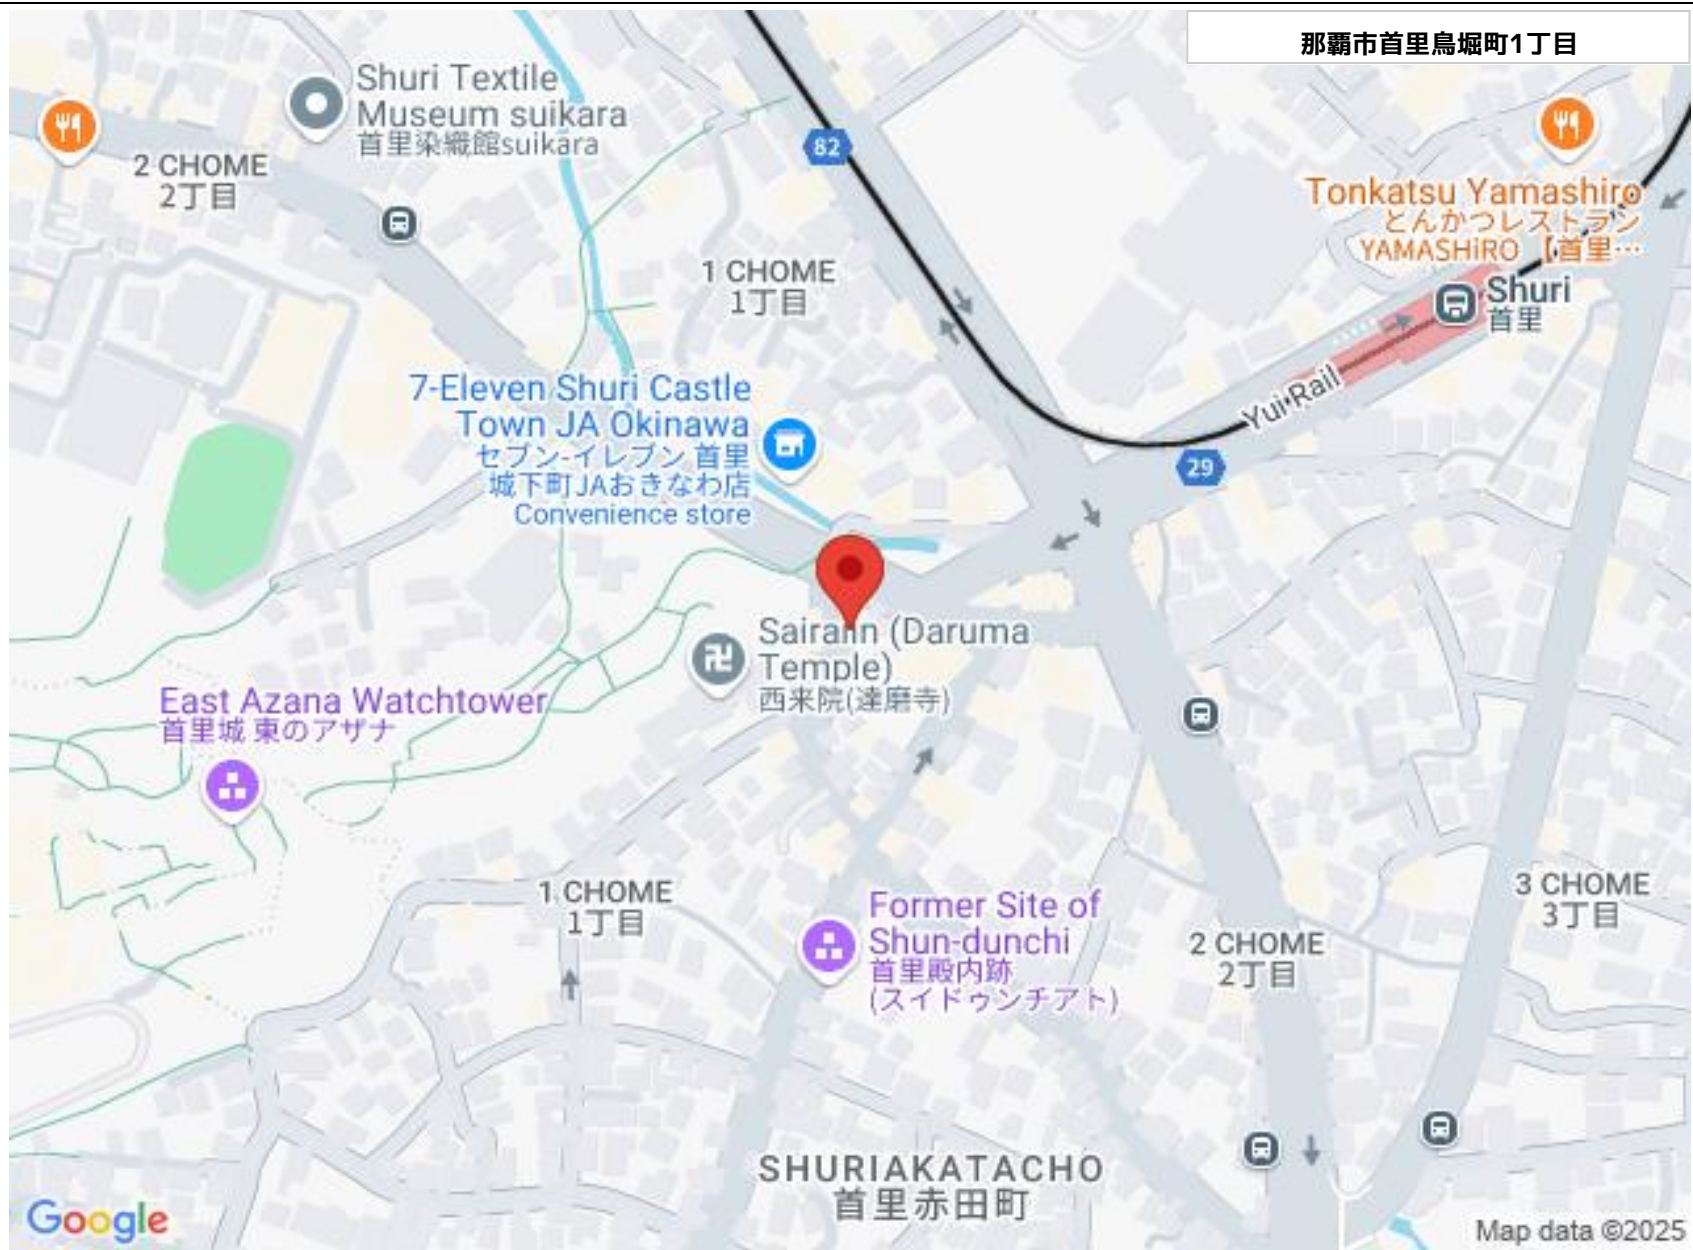 那覇市首里鳥堀町1丁目
Shuri Textile
Museum suikara
首里染織館suikara
2 CHOME
2丁目
82
Tonkatsu Yamashiro
とんかつレストラン
YAMASHiRO 【首里…
1 CHOME
1丁目
Shuri
首里
Yui Rail
7-Eleven Shuri Castle
Town JA Okinawa
セブン-イレブン 首里
城下町JAおきなわ店
Convenience store
29
Sairaiin (Daruma
Temple)
西来院(達磨寺)
East Azana Watchtower
首里城 東のアザナ
1 CHOME
1丁目
Former Site of
Shun-dunchi
首里殿内跡
(スイドゥンチアト)
2 CHOME
2丁目
3 CHOME
3丁目
SHURIAKATACHO
首里赤田町
Google
Map data ©2025